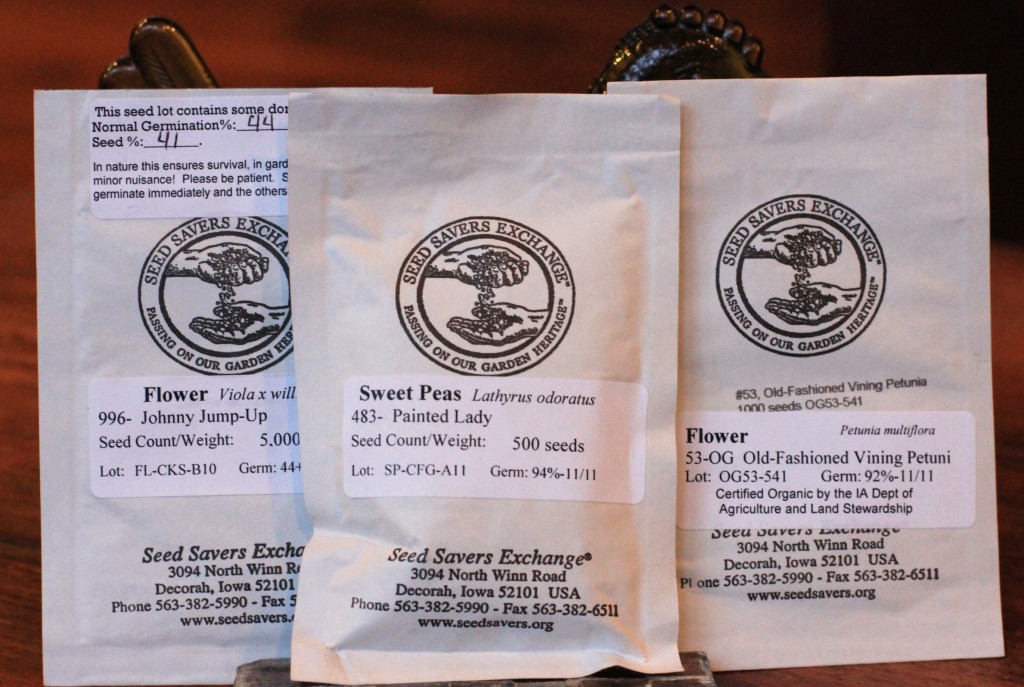 This seed lot contains some dor
Normal Germination%: 44
Seed %: 41.
In nature this ensures survival, in gard
minor nuisance! Please be patient. S
germinate immediately and the others
SEED SAVERS EXCHA
PASSING ON OUR GARDEN HER
Flower Viola x will
996- Johnny Jump-Up
Seed Count/Weight: 5.000
Lot: FL-CKS-B10 Germ: 44+
Seed Savers Excha
3094 North Winn R
Decorah, Iowa 52101
Phone 563-382-5990 - Fax 5
www.seedsavers.
SEED SAVERS EXCHANGE®
PASSING ON OUR GARDEN HERITAGE™
Sweet Peas Lathyrus odoratus
483- Painted Lady
Seed Count/Weight: 500 seeds
Lot: SP-CFG-A11 Germ: 94%-11/11
Seed Savers Exchange®
3094 North Winn Road
Decorah, Iowa 52101 USA
Phone 563-382-5990 - Fax 563-382-6511
www.seedsavers.org
SEED SAVERS EXCHANGE®
PASSING ON OUR GARDEN HERITAGE™
#53, Old-Fashioned Vining Petunia
1000 seeds OG53-541
Flower Petunia multiflora
53-OG Old-Fashioned Vining Petuni
Lot: OG53-541 Germ: 92%-11/11
Certified Organic by the IA Dept of
Agriculture and Land Stewardship
Seed Savers Exchange
3094 North Winn Road
Decorah, Iowa 52101 USA
Phone 563-382-5990 - Fax 563-382-6511
www.seedsavers.org